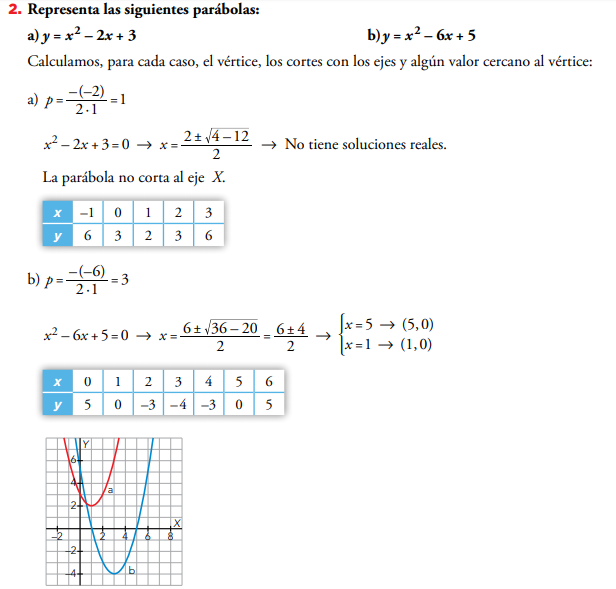 2. Representa las siguientes parábolas:
a) y = x² – 2x + 3 b) y = x² – 6x + 5
Calculamos, para cada caso, el vértice, los cortes con los ejes y algún valor cercano al vértice:
a) p = –(–2) / 2 · 1 = 1
x² – 2x + 3 = 0 → x = 2 ± √4 – 12 / 2 → No tiene soluciones reales.
La parábola no corta al eje X.
x –1 0 1 2 3
y 6 3 2 3 6
b) p = –(–6) / 2 · 1 = 3
x² – 6x + 5 = 0 → x = 6 ± √36 – 20 / 2 = 6 ± 4 / 2 → { x = 5 → (5, 0)
x = 1 → (1, 0)
x 0 1 2 3 4 5 6
y 5 0 –3 –4 –3 0 5
Y
6
4
a
2
X
–2 2 4 6 8
–2
–4 b